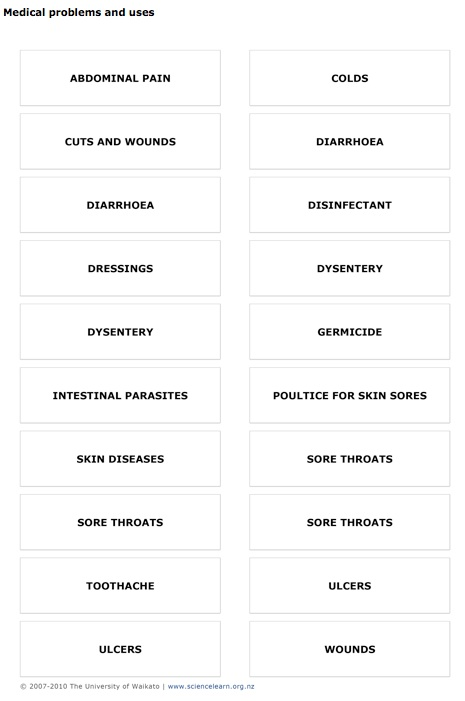 Medical problems and uses
ABDOMINAL PAIN
COLDS
CUTS AND WOUNDS
DIARRHOEA
DIARRHOEA
DISINFECTANT
DRESSINGS
DYSENTERY
DYSENTERY
GERMICIDE
INTESTINAL PARASITES
POULTICE FOR SKIN SORES
SKIN DISEASES
SORE THROATS
SORE THROATS
SORE THROATS
TOOTHACHE
ULCERS
ULCERS
WOUNDS
© 2007-2010 The University of Waikato | www.sciencelearn.org.nz